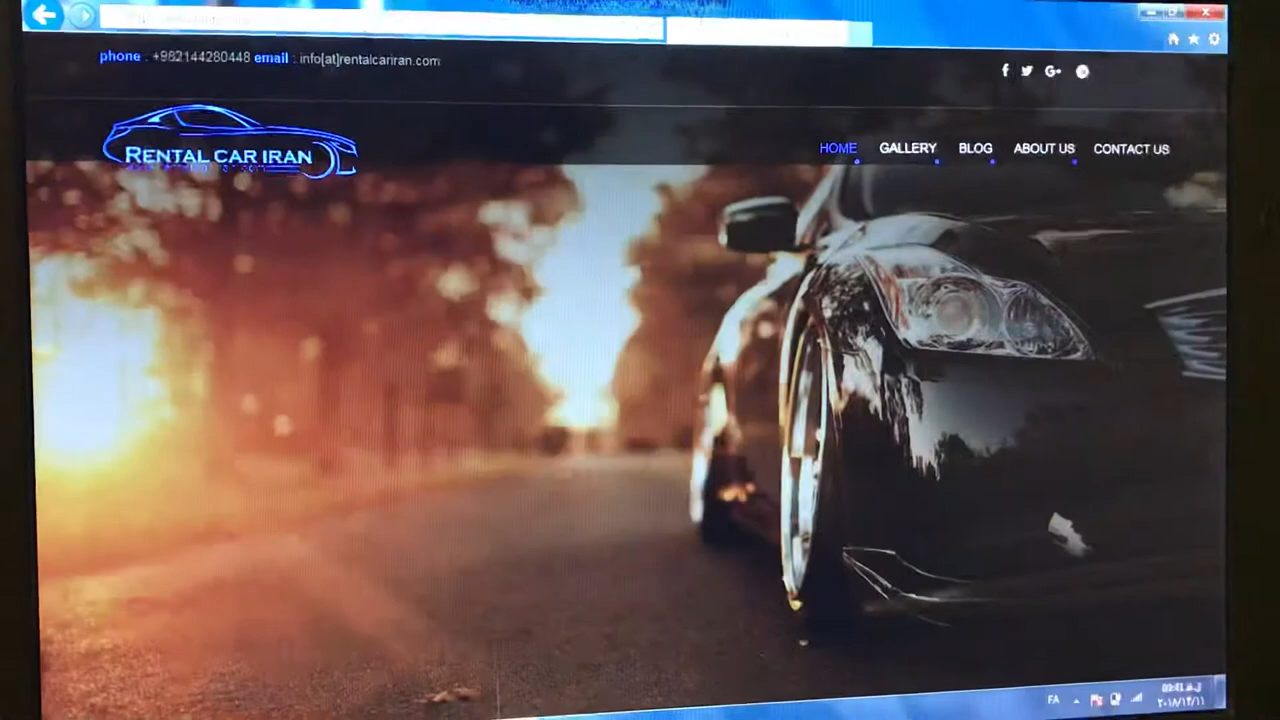 phone : +982144280448 email : info[at]rentalcariran.com
RENTAL CAR IRAN
HOME GALLERY BLOG ABOUT US CONTACT US
FA